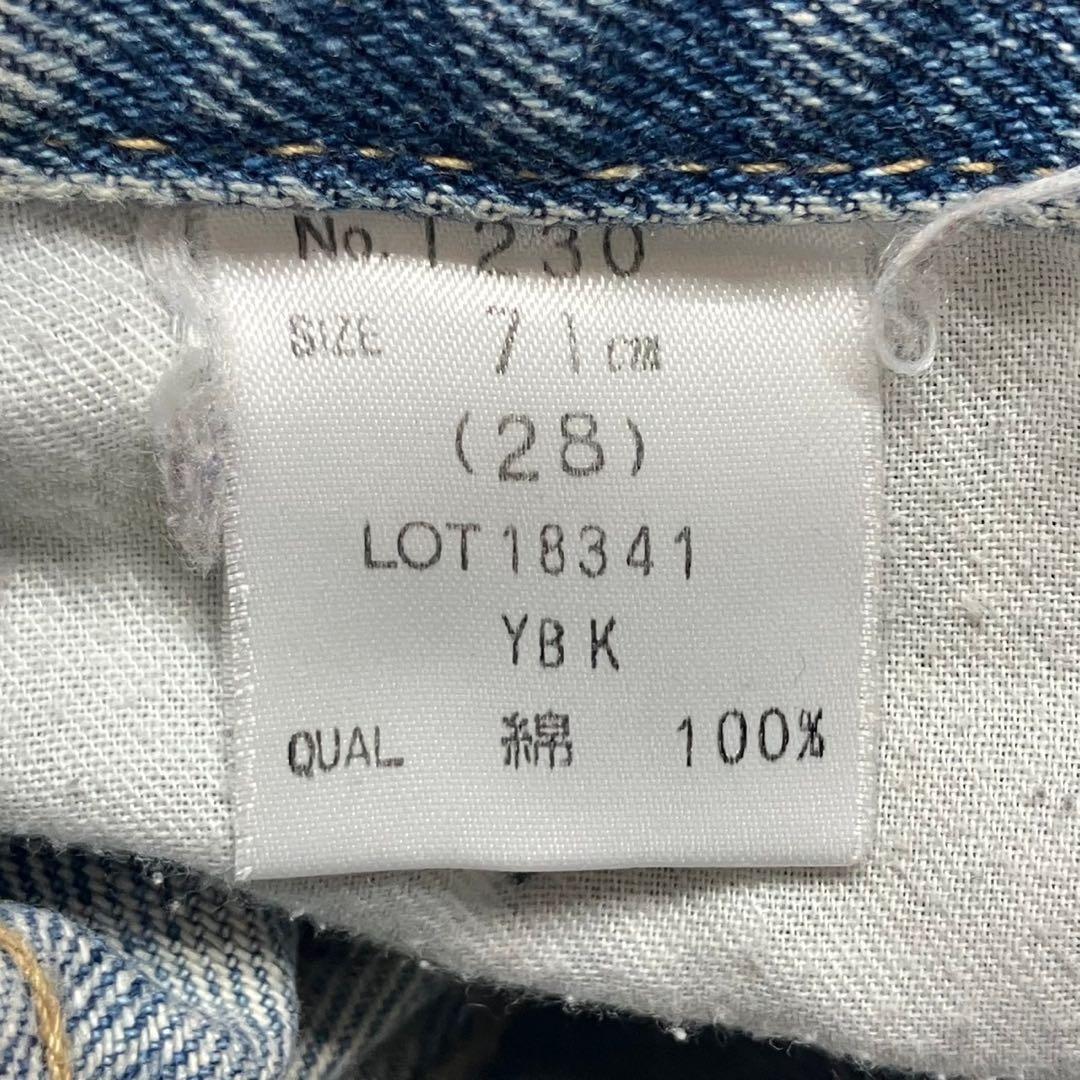 No. 1230
SIZE 71cm
(28)
LOT 18341
YBK
QUAL 綿 100%